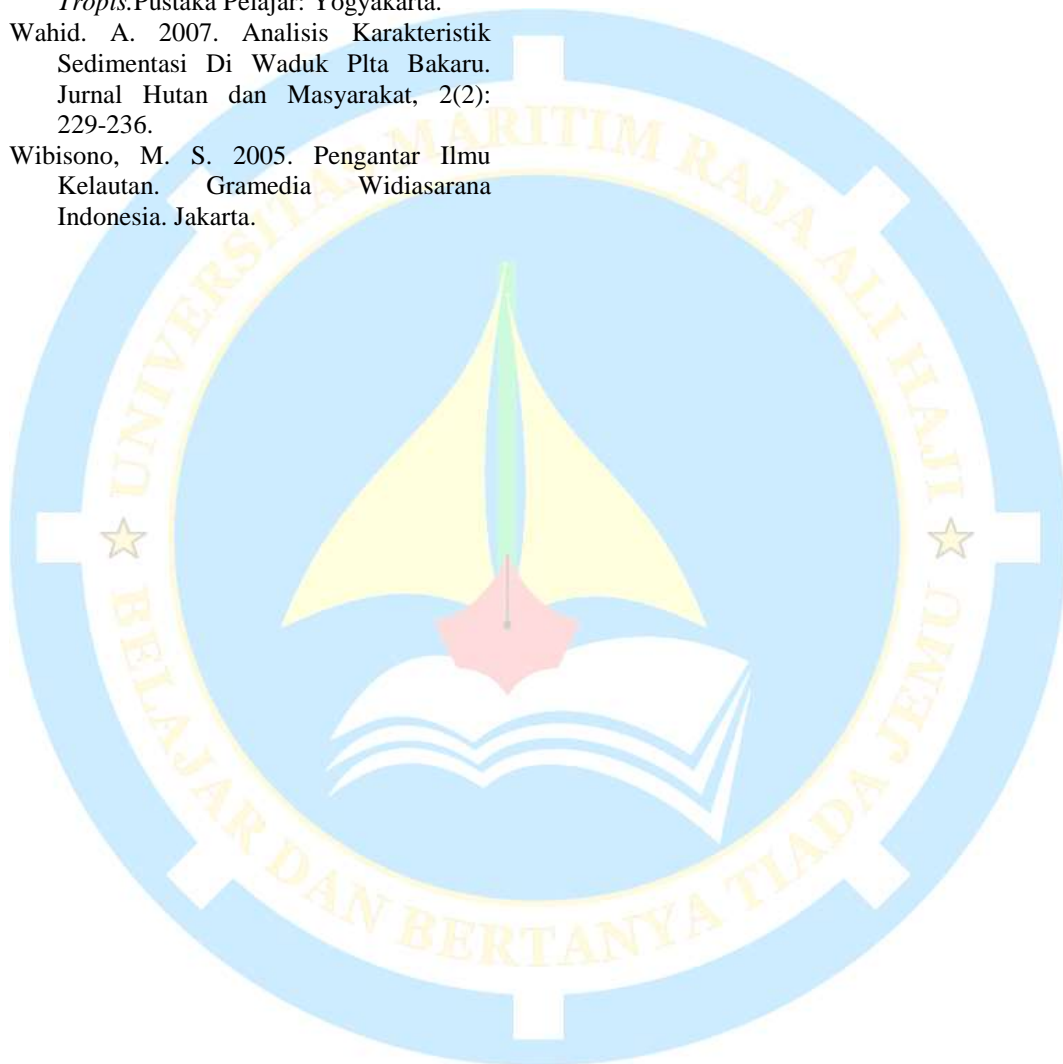 Tropis.Pustaka Pelajar: Yogyakarta.
Wahid. A. 2007. Analisis Karakteristik
Sedimentasi Di Waduk Plta Bakaru.
Jurnal Hutan dan Masyarakat, 2(2):
229-236.
Wibisono, M. S. 2005. Pengantar Ilmu
Kelautan. Gramedia Widiasarana
Indonesia. Jakarta.
UNIVERSITAS MARITIM RAJA ALI HAJI
BELAJAR DAN BERTANYA TIADA JEMU